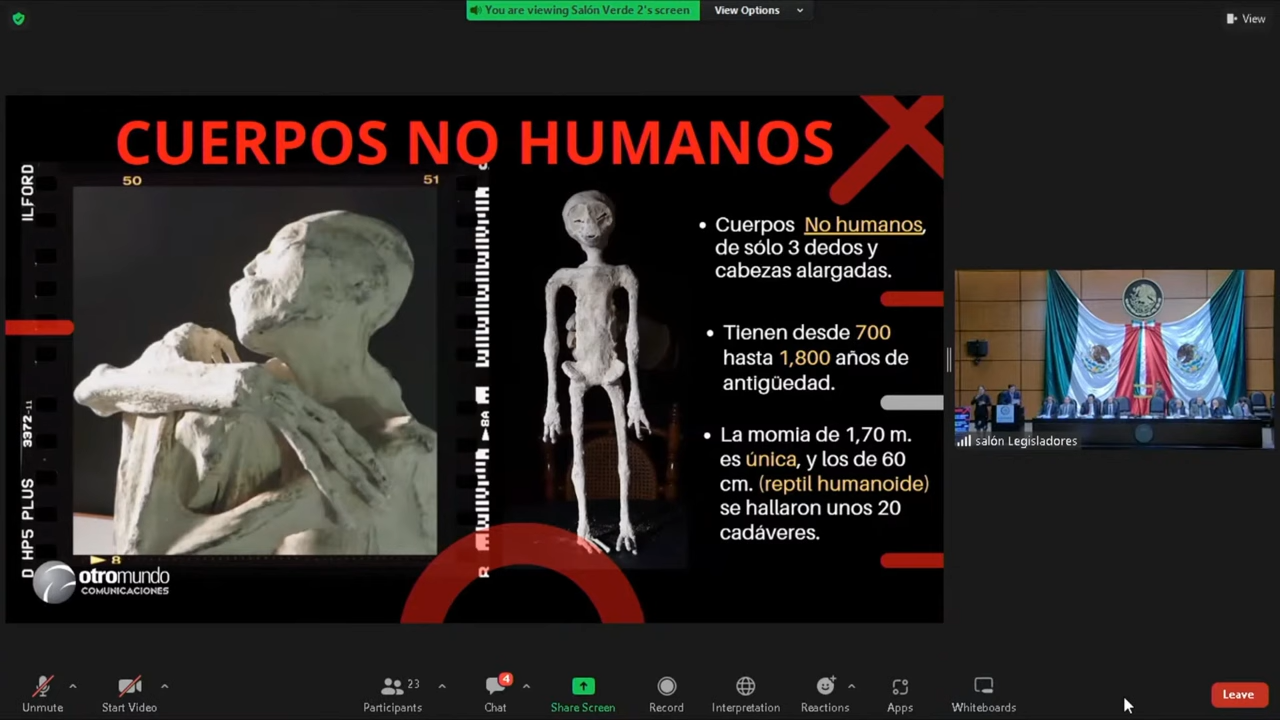 You are viewing Salón Verde 2's screen
View Options
View
CUERPOS NO HUMANOS
50
51
ILFORD
3372-11
D HP5 PLUS
8
8A
otromundo
COMUNICACIONES
• Cuerpos No humanos,
de sólo 3 dedos y
cabezas alargadas.
• Tienen desde 700
hasta 1,800 años de
antigüedad.
• La momia de 1,70 m.
es única, y los de 60
cm. (reptil humanoide)
se hallaron unos 20
cadáveres.
salón Legisladores
Unmute
Start Video
Participants
23
Chat
4
Share Screen
Record
Interpretation
Reactions
Apps
Whiteboards
Leave